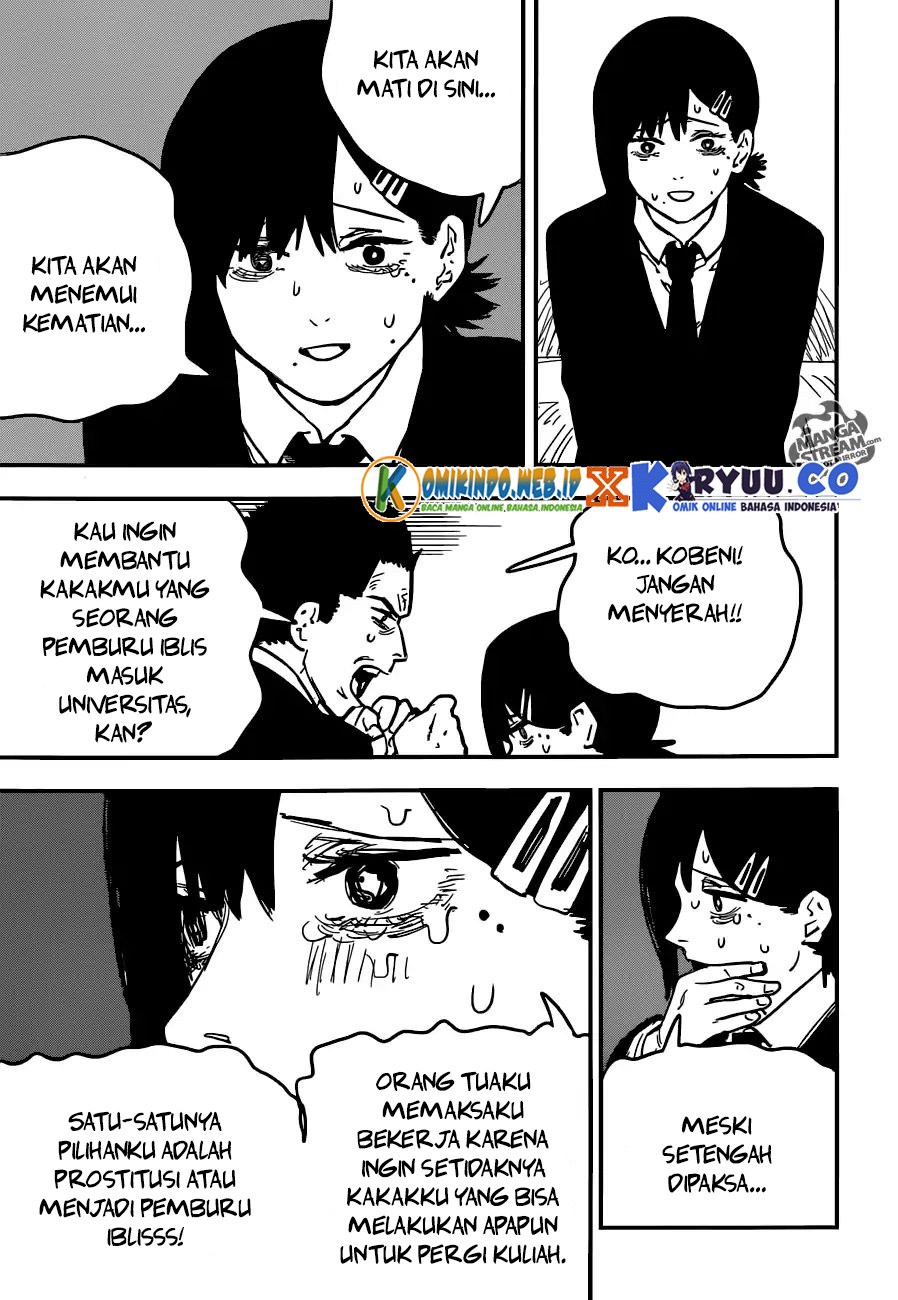 KITA AKAN
MATI DI SINI...
KITA AKAN
MENEMUI
KEMATIAN...
MANGA
STREAM.com
MIRROR
KOMIKINDO.WEB.ID
BACA MANGA ONLINE BAHASA INDONESIA
X
KIRYUU.CO
OMIK ONLINE BAHASA INDONESIA
KO... KOBENI!
JANGAN
MENYERAH!!
KAU INGIN
MEMBANTU
KAKAKMU YANG
SEORANG
PEMBURU IBLIS
MASUK
UNIVERSITAS,
KAN?
MESKI
SETENGAH
DIPAKSA...
ORANG TUAKU
MEMAKSAKU
BEKERJA KARENA
INGIN SETIDAKNYA
KAKAKKU YANG BISA
MELAKUKAN APAPUN
UNTUK PERGI KULIAH.
SATU-SATUNYA
PILIHANKU ADALAH
PROSTITUSI ATAU
MENJADI PEMBURU
IBLISSS!